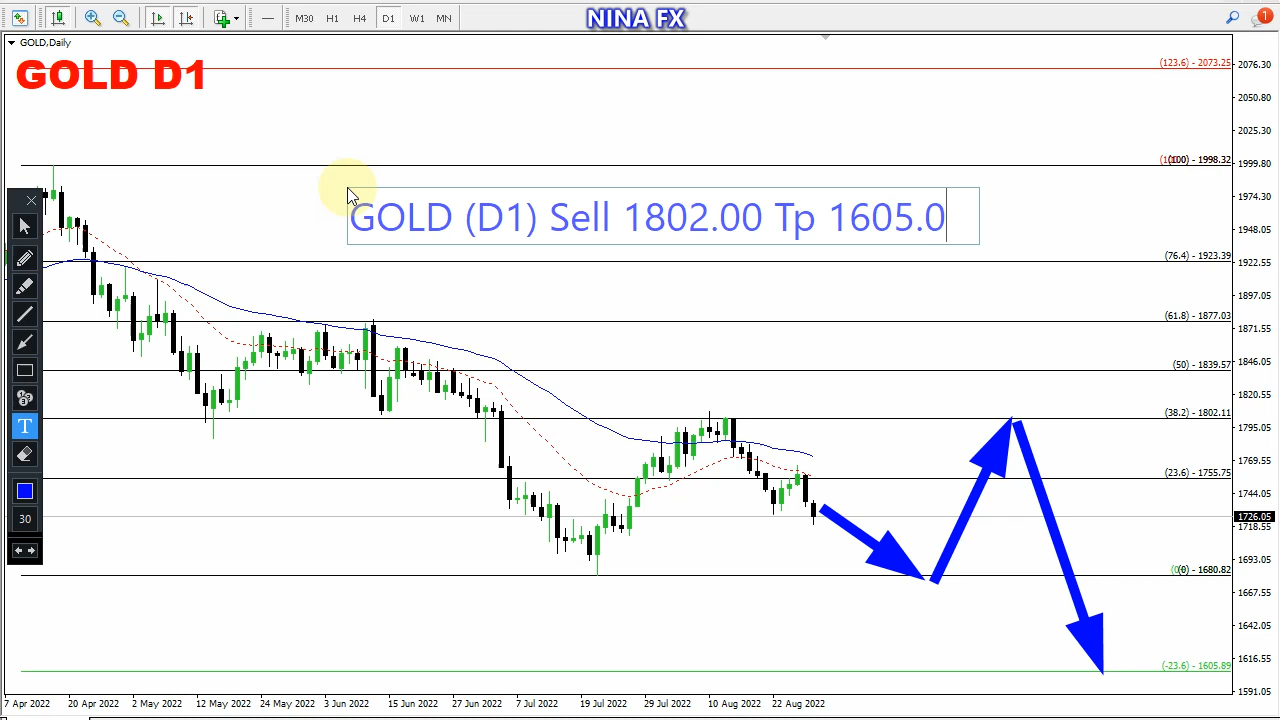 M30 H1 H4 D1 W1 MN
NINA FX
1
GOLD,Daily
GOLD D1
GOLD (D1) Sell 1802.00 Tp 1605.0
(123.6) - 2073.25
(100) - 1998.32
(76.4) - 1923.39
(61.8) - 1877.03
(50) - 1839.57
(38.2) - 1802.11
(23.6) - 1755.75
(0) - 1680.82
(-23.6) - 1605.89
2076.30
2050.80
2025.30
1999.80
1974.30
1948.05
1922.55
1897.05
1871.55
1846.05
1820.55
1795.05
1769.55
1744.05
1726.05
1718.55
1693.05
1667.55
1642.05
1616.55
1591.05
T
30
7 Apr 2022 20 Apr 2022 2 May 2022 12 May 2022 24 May 2022 3 Jun 2022 15 Jun 2022 27 Jun 2022 7 Jul 2022 19 Jul 2022 29 Jul 2022 10 Aug 2022 22 Aug 2022